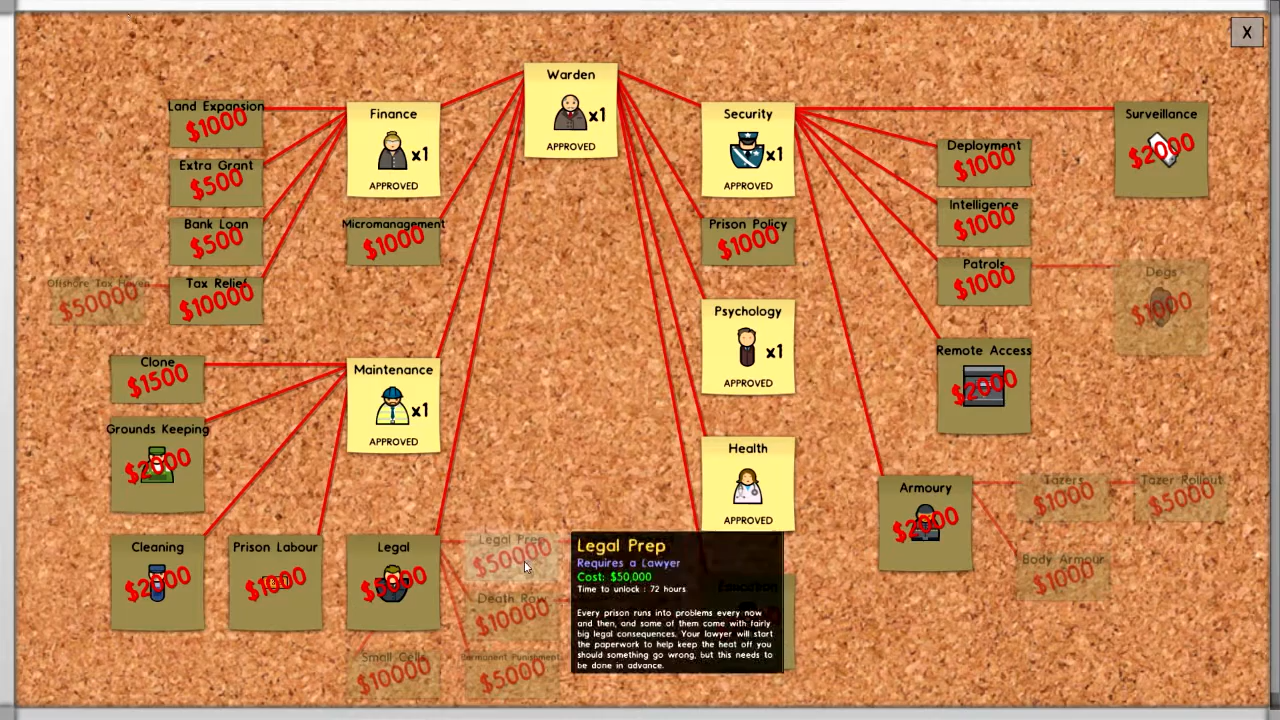 X
Warden
x1
APPROVED
Land Expansion
$1000
Finance
x1
APPROVED
Security
x1
APPROVED
Surveillance
$2000
Deployment
$1000
Extra Grant
$500
Intelligence
$1000
Bank Loan
$500
Micromanagement
$1000
Prison Policy
$1000
Patrols
$1000
Dogs
$1000
Offshore Tax Haven
$50000
Tax Relief
$10000
Psychology
x1
APPROVED
Remote Access
$2000
Clone
$1500
Maintenance
x1
APPROVED
Grounds Keeping
$2000
Health
APPROVED
Armoury
$2000
Tazers
$1000
Tazer Rollout
$5000
Body Armour
$1000
Cleaning
$2000
Prison Labour
$1000
Legal
$5000
Legal Prep
$50000
Death Row
$10000
Small Cells
$10000
Permanent Punishment
$5000
Education
Legal Prep
Requires a Lawyer
Cost: $50,000
Time to unlock : 72 hours
Every prison runs into problems every now
and then, and some of them come with fairly
big legal consequences. Your lawyer will start
the paperwork to help keep the heat off you
should something go wrong, but this needs to
be done in advance.